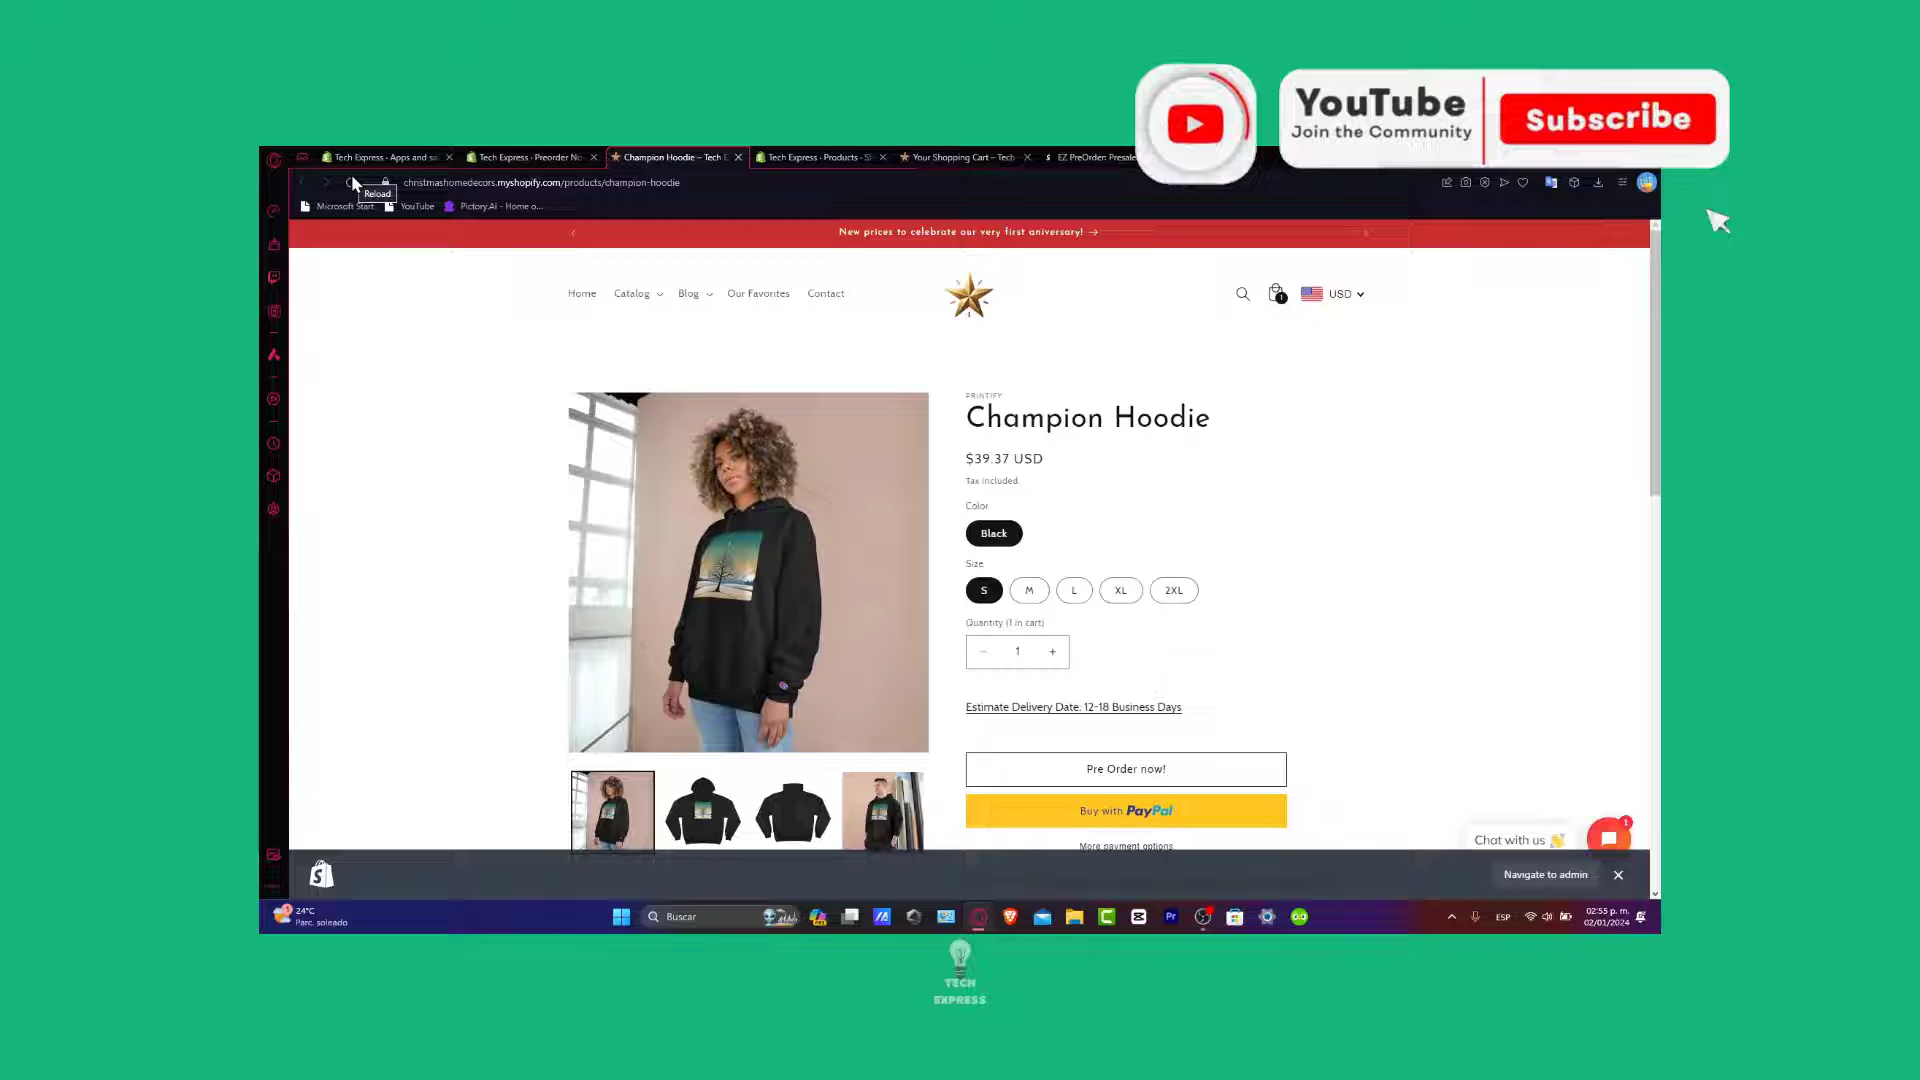 YouTube
Join the Community
Subscribe
Tech Express · Apps and sa
Tech Express · Preorder No
Champion Hoodie – Tech E
Tech Express · Products · S
Your Shopping Cart – Tech
EZ PreOrder: Presale
christmashomedecors.myshopify.com/products/champion-hoodie
Reload
Microsoft Start
YouTube
Pictory.AI - Home o...
New prices to celebrate our very first aniversary! →
Home
Catalog
Blog
Our Favorites
Contact
1
USD
PRINTIFY
Champion Hoodie
$39.37 USD
Tax included.
Color
Black
Size
S
M
L
XL
2XL
Quantity (1 in cart)
− 1 +
Estimate Delivery Date: 12-18 Business Days
Pre Order now!
Buy with PayPal
More payment options
Chat with us 👋
1
Navigate to admin
1
24°C
Parc. soleado
Buscar
Pr
ESP
02:55 p. m.
02/01/2024
TECH
EXPRESS